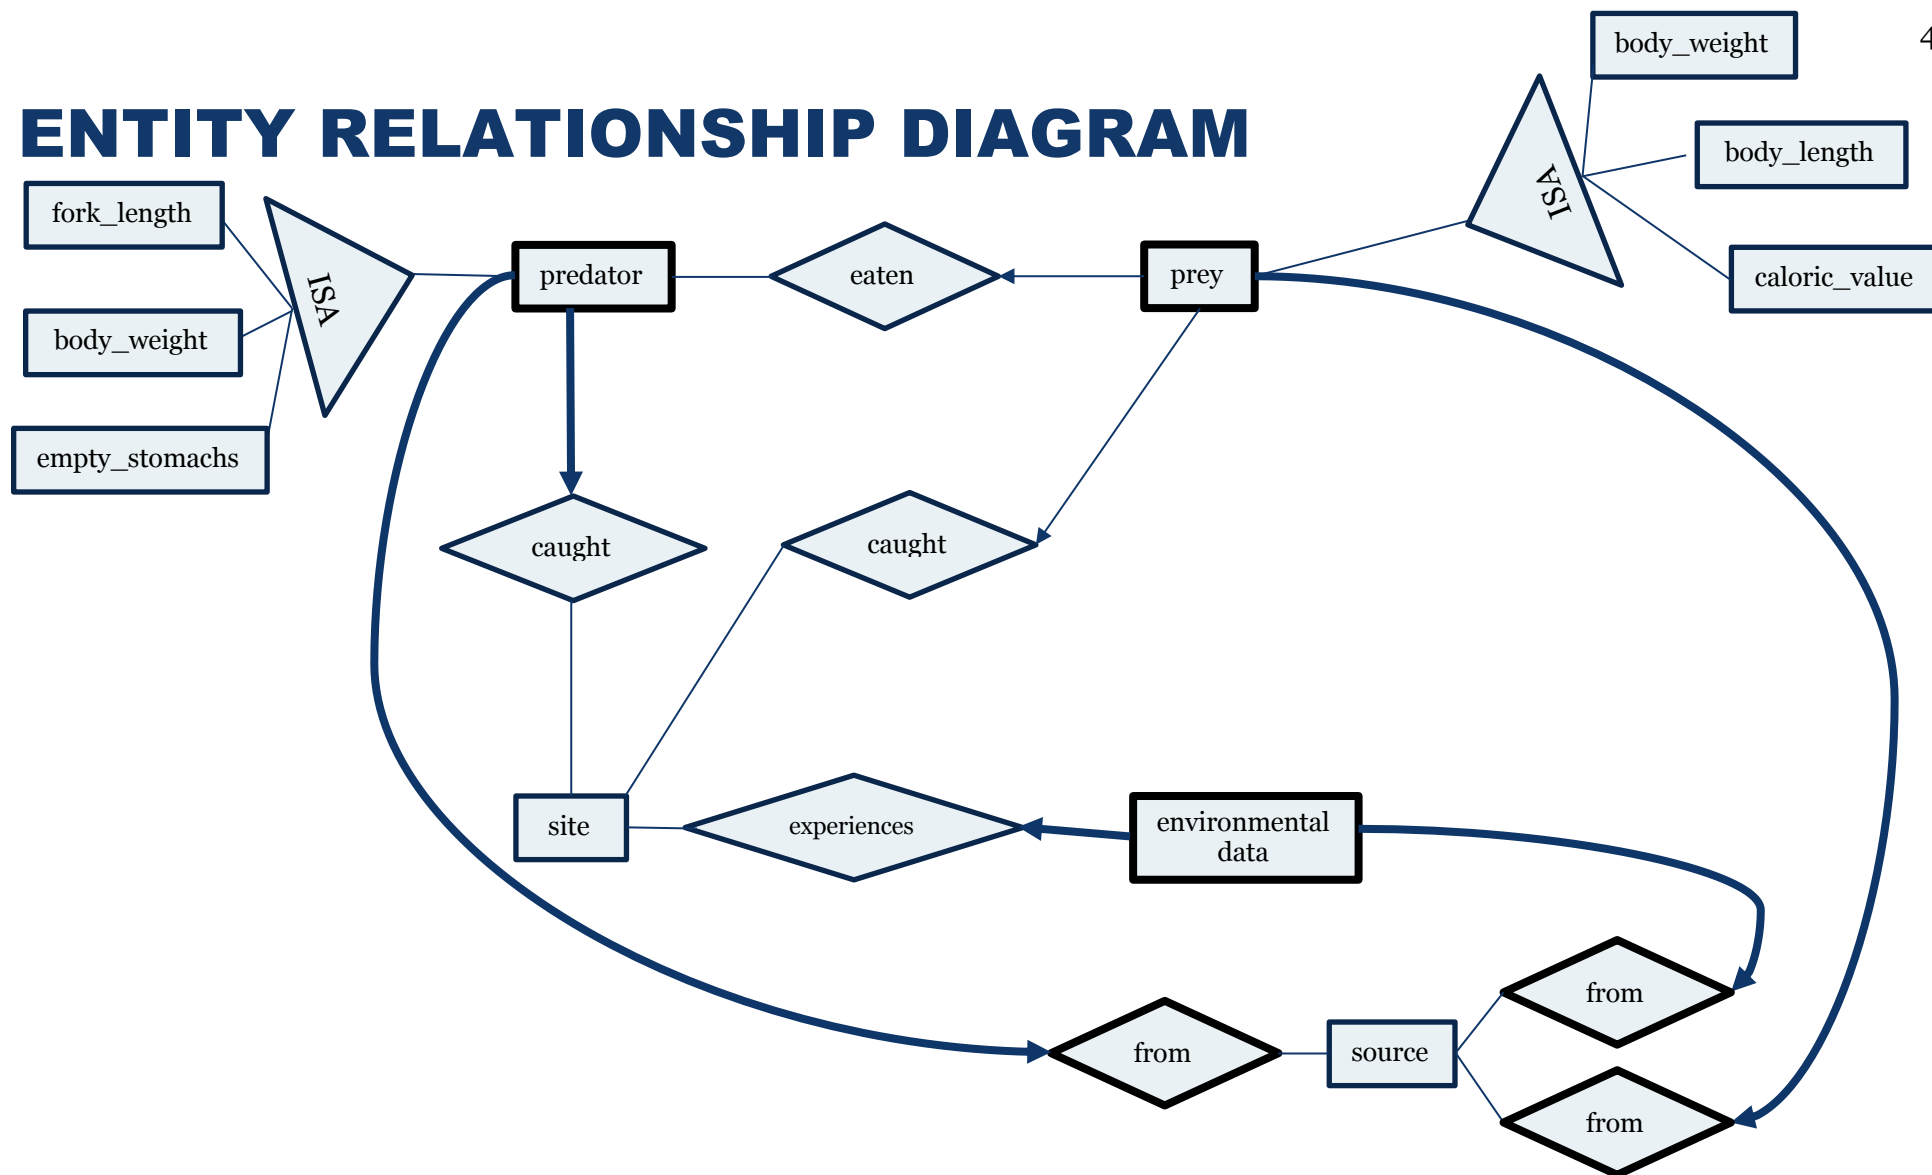 4
body_weight
ENTITY RELATIONSHIP DIAGRAM
body_length
fork_length
ISA
ISA
predator
eaten
prey
caloric_value
body_weight
empty_stomachs
caught
caught
site
experiences
environmental
data
from
from
source
from